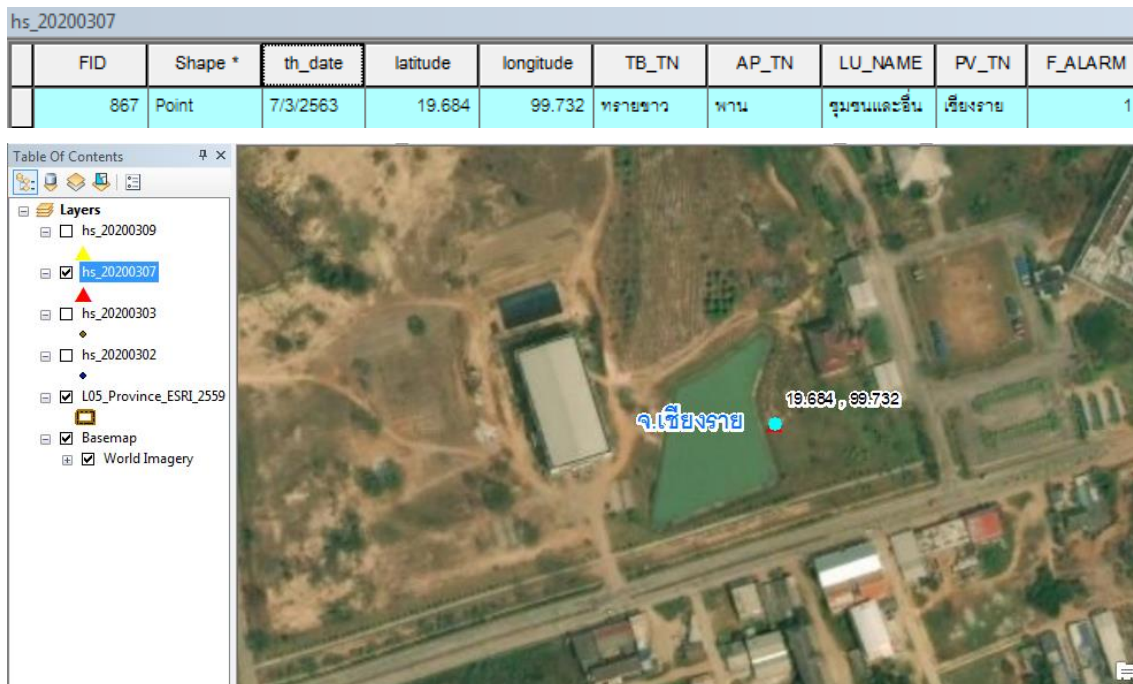 hs_20200307
FID Shape * th_date latitude longitude TB_TN AP_TN LU_NAME PV_TN F_ALARM
867 Point 7/3/2563 19.684 99.732 ทรายขาว พาน ชุมชนและอื่น เชียงราย 1
Table Of Contents
Layers
hs_20200309
hs_20200307
hs_20200303
hs_20200302
L05_Province_ESRI_2559
Basemap
World Imagery
19.684 , 99.732
จ.เชียงราย